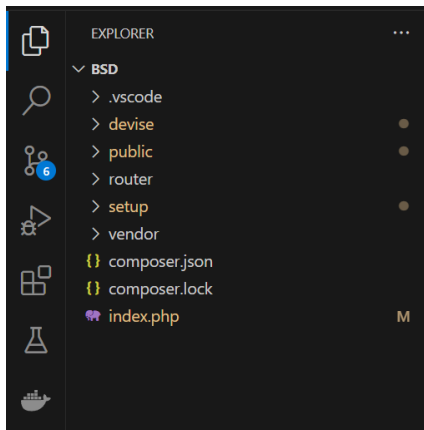 EXPLORER
BSD
.vscode
devise
public
router
6
setup
vendor
{} composer.json
{} composer.lock
index.php M